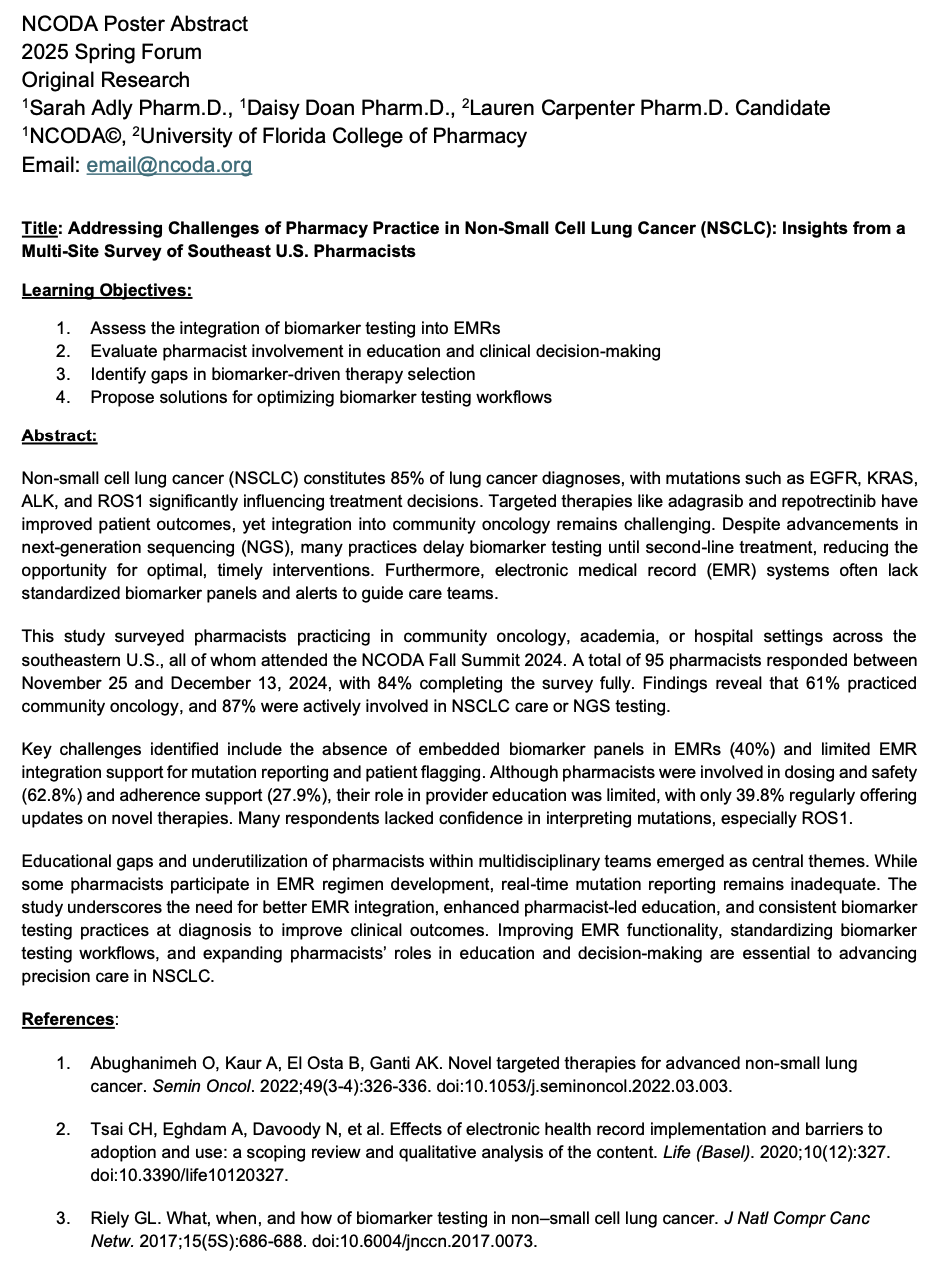 NCODA Poster Abstract
2025 Spring Forum
Original Research
¹Sarah Adly Pharm.D., ¹Daisy Doan Pharm.D., ²Lauren Carpenter Pharm.D. Candidate
¹NCODA©, ²University of Florida College of Pharmacy
Email: email@ncoda.org
Title: Addressing Challenges of Pharmacy Practice in Non-Small Cell Lung Cancer (NSCLC): Insights from a
Multi-Site Survey of Southeast U.S. Pharmacists
Learning Objectives:
1. Assess the integration of biomarker testing into EMRs
2. Evaluate pharmacist involvement in education and clinical decision-making
3. Identify gaps in biomarker-driven therapy selection
4. Propose solutions for optimizing biomarker testing workflows
Abstract:
Non-small cell lung cancer (NSCLC) constitutes 85% of lung cancer diagnoses, with mutations such as EGFR, KRAS,
ALK, and ROS1 significantly influencing treatment decisions. Targeted therapies like adagrasib and repotrectinib have
improved patient outcomes, yet integration into community oncology remains challenging. Despite advancements in
next-generation sequencing (NGS), many practices delay biomarker testing until second-line treatment, reducing the
opportunity for optimal, timely interventions. Furthermore, electronic medical record (EMR) systems often lack
standardized biomarker panels and alerts to guide care teams.
This study surveyed pharmacists practicing in community oncology, academia, or hospital settings across the
southeastern U.S., all of whom attended the NCODA Fall Summit 2024. A total of 95 pharmacists responded between
November 25 and December 13, 2024, with 84% completing the survey fully. Findings reveal that 61% practiced
community oncology, and 87% were actively involved in NSCLC care or NGS testing.
Key challenges identified include the absence of embedded biomarker panels in EMRs (40%) and limited EMR
integration support for mutation reporting and patient flagging. Although pharmacists were involved in dosing and safety
(62.8%) and adherence support (27.9%), their role in provider education was limited, with only 39.8% regularly offering
updates on novel therapies. Many respondents lacked confidence in interpreting mutations, especially ROS1.
Educational gaps and underutilization of pharmacists within multidisciplinary teams emerged as central themes. While
some pharmacists participate in EMR regimen development, real-time mutation reporting remains inadequate. The
study underscores the need for better EMR integration, enhanced pharmacist-led education, and consistent biomarker
testing practices at diagnosis to improve clinical outcomes. Improving EMR functionality, standardizing biomarker
testing workflows, and expanding pharmacists' roles in education and decision-making are essential to advancing
precision care in NSCLC.
References:
1. Abughanimeh O, Kaur A, El Osta B, Ganti AK. Novel targeted therapies for advanced non-small lung
cancer. Semin Oncol. 2022;49(3-4):326-336. doi:10.1053/j.seminoncol.2022.03.003.
2. Tsai CH, Eghdam A, Davoody N, et al. Effects of electronic health record implementation and barriers to
adoption and use: a scoping review and qualitative analysis of the content. Life (Basel). 2020;10(12):327.
doi:10.3390/life10120327.
3. Riely GL. What, when, and how of biomarker testing in non–small cell lung cancer. J Natl Compr Canc
Netw. 2017;15(5S):686-688. doi:10.6004/jnccn.2017.0073.